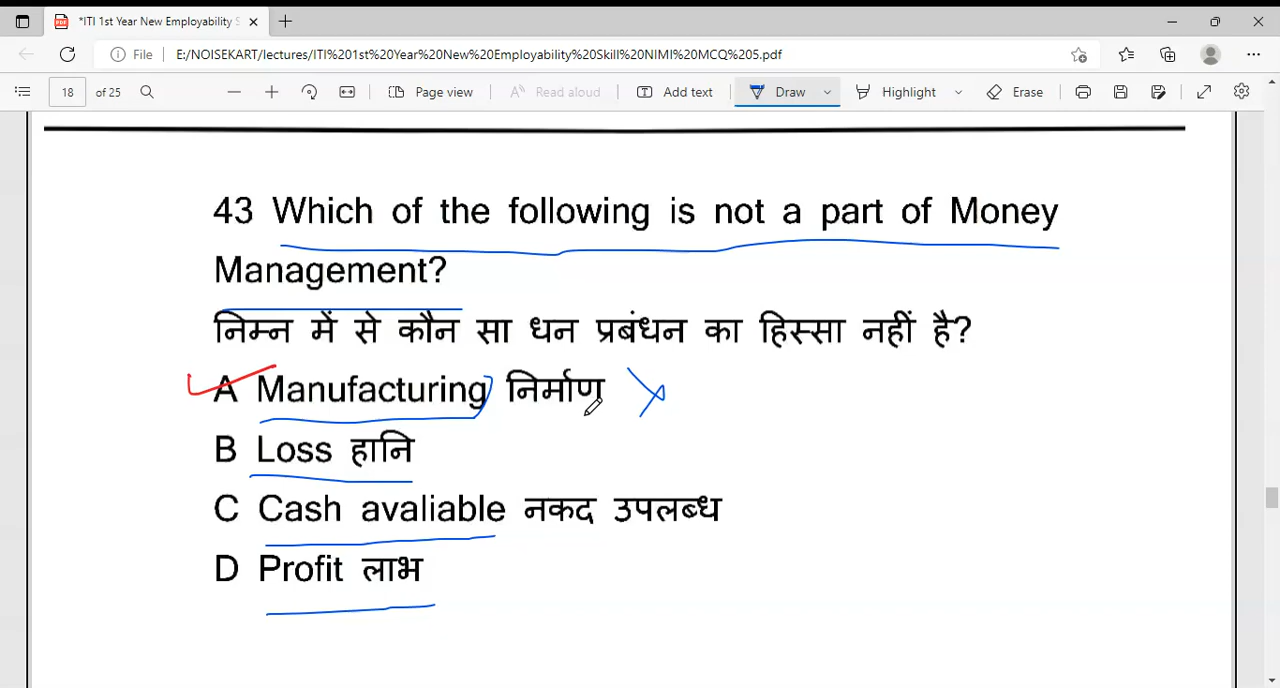 *ITI 1st Year New Employability S
File E:/NOISEKART/lectures/ITI%201st%20Year%20New%20Employability%20Skill%20NIMI%20MCQ%205.pdf
18 of 25 Page view Read aloud Add text Draw Highlight Erase
43 Which of the following is not a part of Money
Management?
निम्न में से कौन सा धन प्रबंधन का हिस्सा नहीं है?
A Manufacturing निर्माण
B Loss हानि
C Cash avaliable नकद उपलब्ध
D Profit लाभ